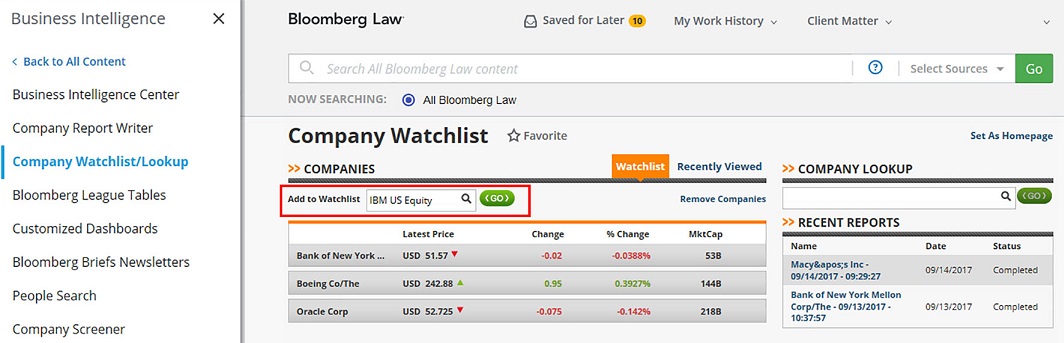 Business Intelligence
< Back to All Content
Business Intelligence Center
Company Report Writer
Company Watchlist/Lookup
Bloomberg League Tables
Customized Dashboards
Bloomberg Briefs Newsletters
People Search
Company Screener
Bloomberg Law
Saved for Later 10
My Work History
Client Matter
Search All Bloomberg Law content
? Select Sources
Go
NOW SEARCHING: All Bloomberg Law
Company Watchlist Favorite
Set As Homepage
>> COMPANIES
Watchlist Recently Viewed
Add to Watchlist IBM US Equity GO
Remove Companies
Latest Price Change % Change MktCap
Bank of New York ... USD 51.57 -0.02 -0.0388% 53B
Boeing Co/The USD 242.88 0.95 0.3927% 144B
Oracle Corp USD 52.725 -0.075 -0.142% 218B
>> COMPANY LOOKUP
GO
>> RECENT REPORTS
Name Date Status
Macy&apos;s Inc -
09/14/2017 - 09:29:27
09/14/2017 Completed
Bank of New York Mellon
Corp/The - 09/13/2017 -
10:37:57
09/13/2017 Completed